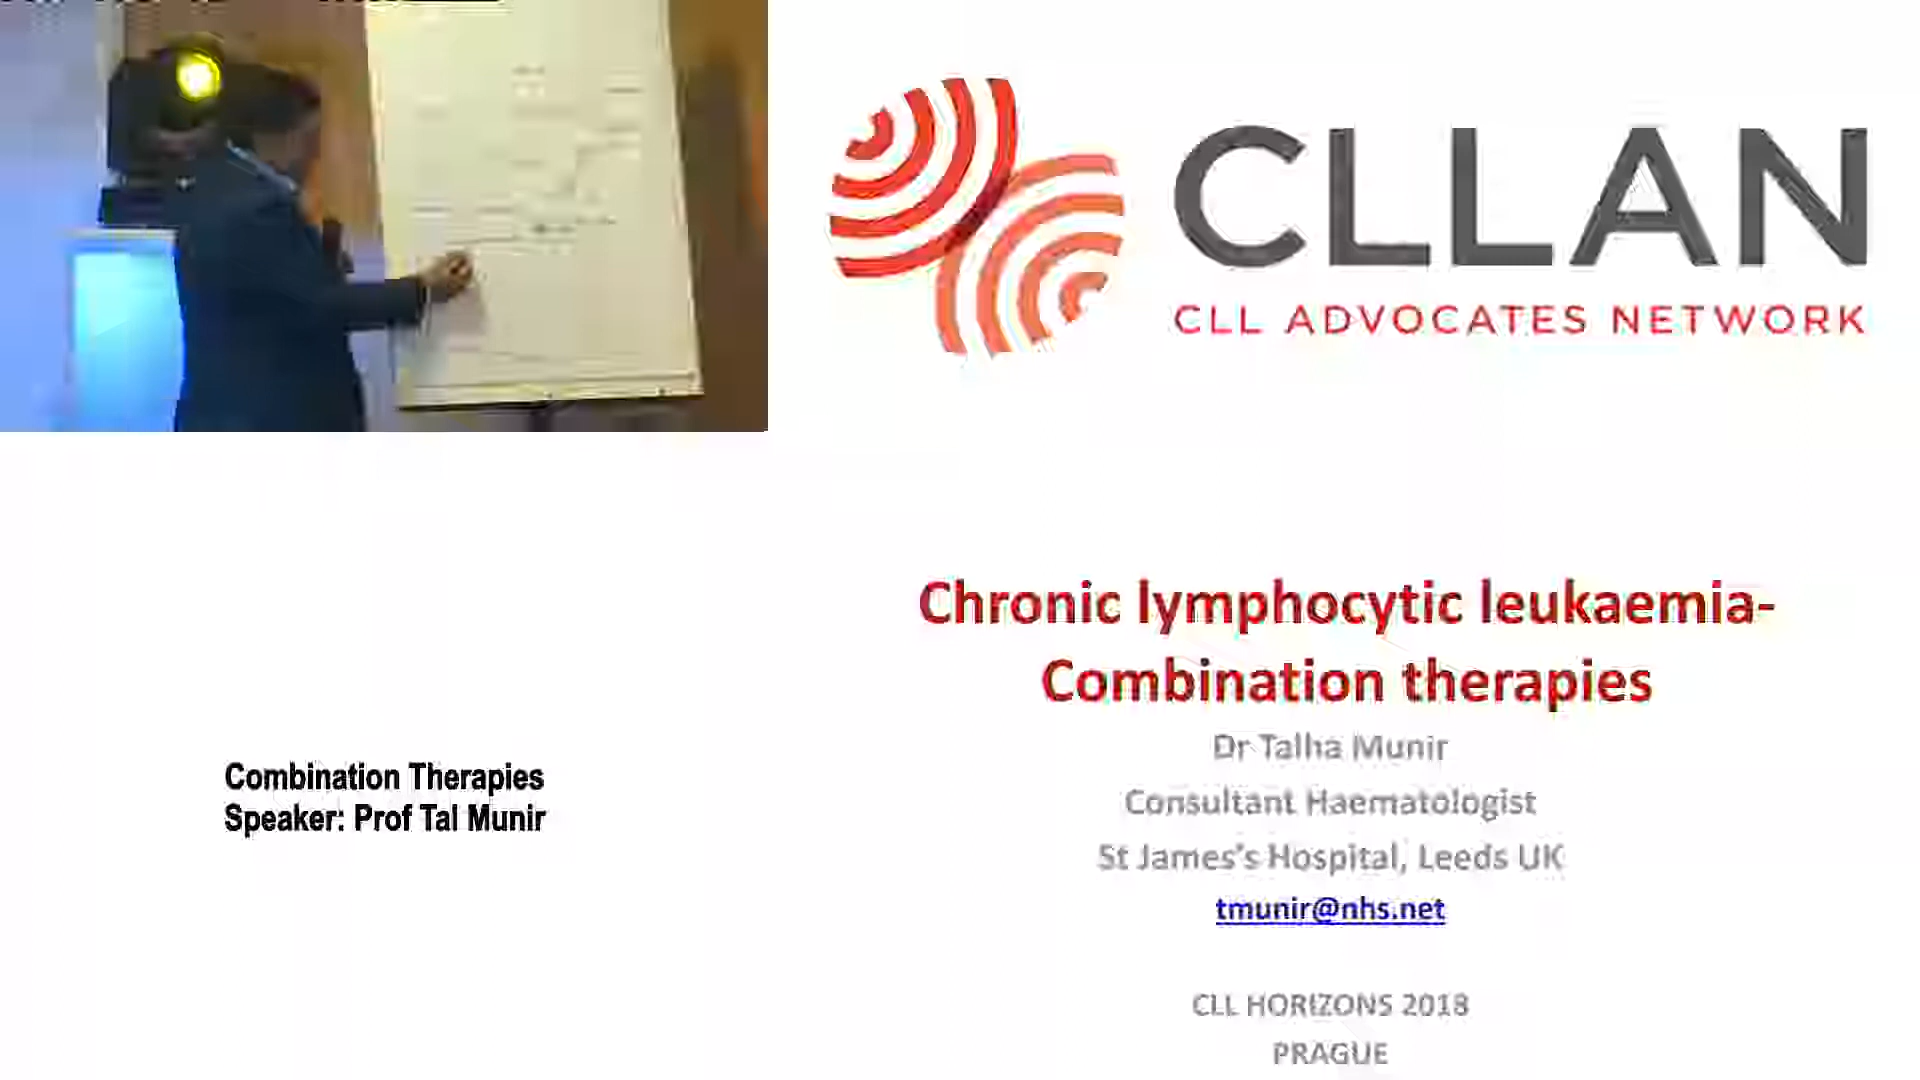 CLLAN
CLL ADVOCATES NETWORK
Chronic lymphocytic leukaemia-
Combination therapies
Dr Talha Munir
Consultant Haematologist
St James's Hospital, Leeds UK
tmunir@nhs.net
CLL HORIZONS 2018
PRAGUE
Combination Therapies
Speaker: Prof Tal Munir